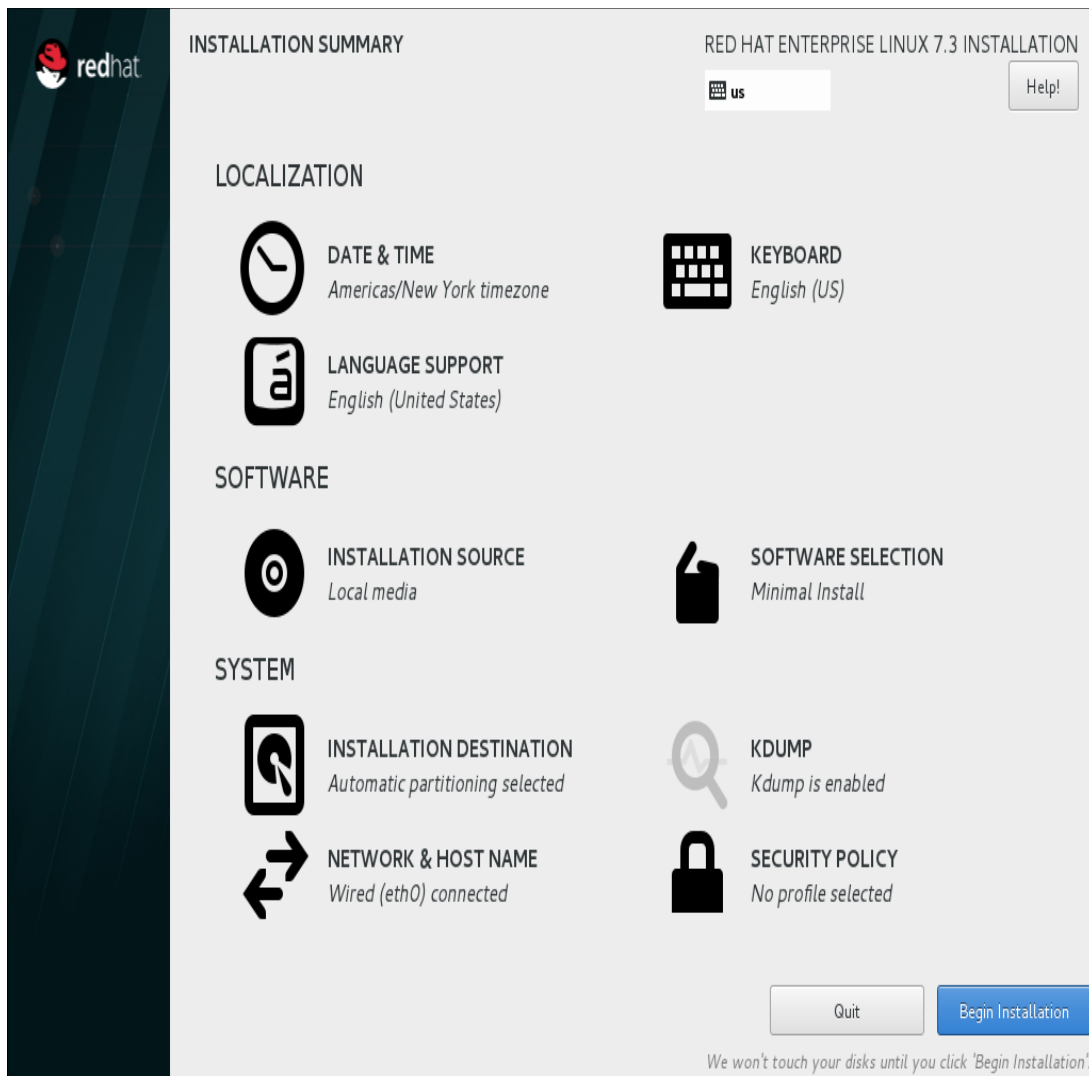 redhat.
INSTALLATION SUMMARY
RED HAT ENTERPRISE LINUX 7.3 INSTALLATION
us
Help!
LOCALIZATION
DATE & TIME
Americas/New York timezone
KEYBOARD
English (US)
á
LANGUAGE SUPPORT
English (United States)
SOFTWARE
INSTALLATION SOURCE
Local media
SOFTWARE SELECTION
Minimal Install
SYSTEM
INSTALLATION DESTINATION
Automatic partitioning selected
KDUMP
Kdump is enabled
NETWORK & HOST NAME
Wired (eth0) connected
SECURITY POLICY
No profile selected
Quit
Begin Installation
We won't touch your disks until you click 'Begin Installation'.